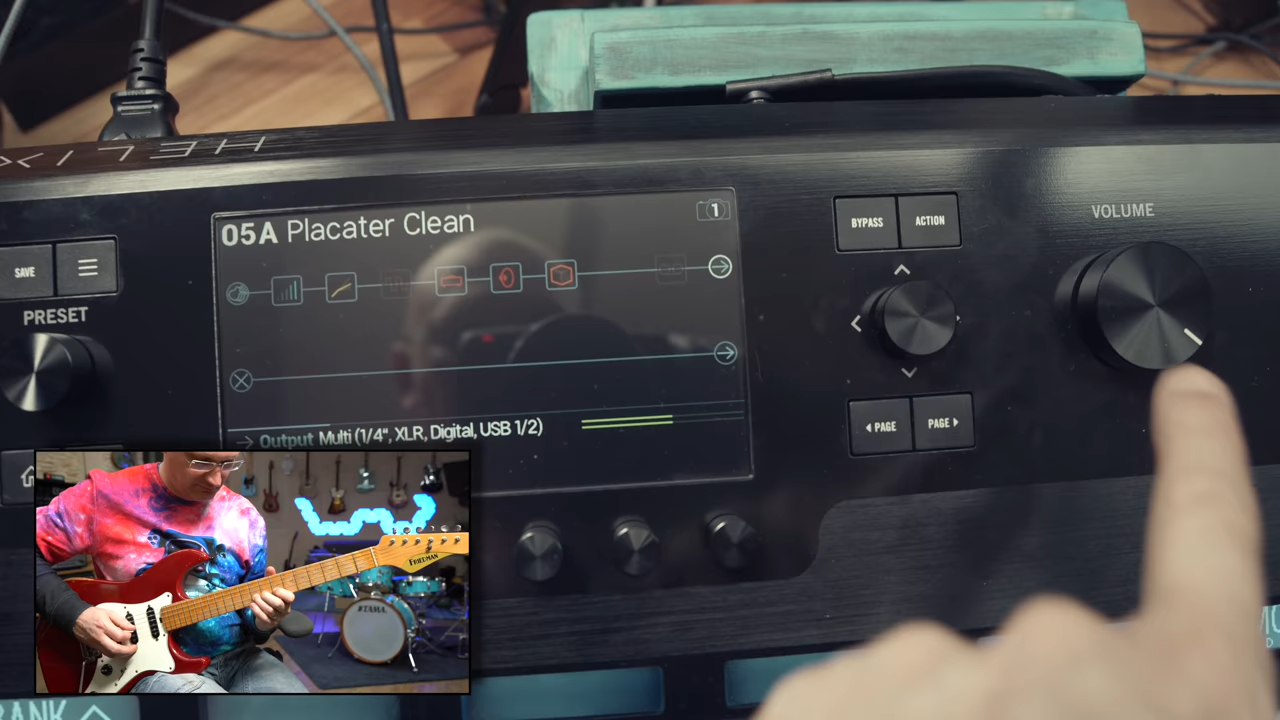 HELIX
05A Placater Clean
1
BYPASS
ACTION
VOLUME
SAVE
PRESET
Output Multi (1/4", XLR, Digital, USB 1/2)
PAGE
PAGE
FRIEDMAN
TAMA
BANK